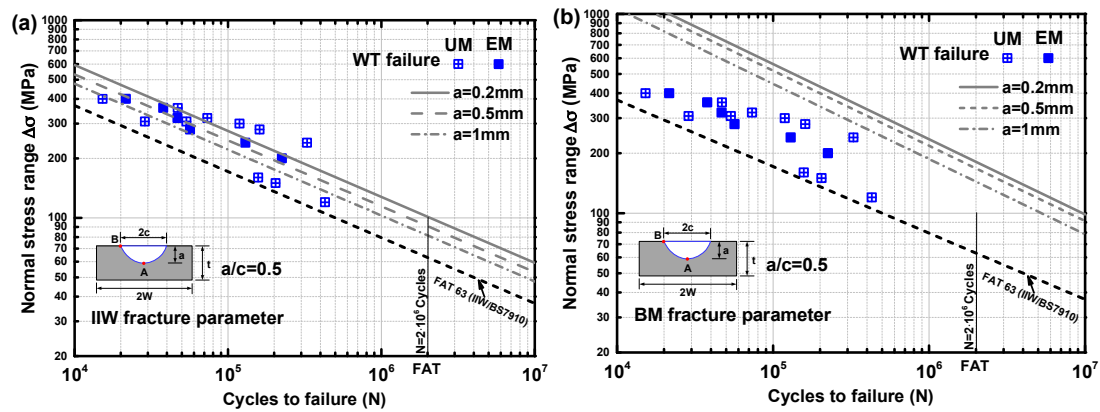 (a)
Normal stress range Δσ (MPa)
1000
900
800
700
600
500
400
300
200
100
90
80
70
60
50
40
30
20
UM EM
WT failure
a=0.2mm
a=0.5mm
a=1mm
2c
B
a
t
A
2W
a/c=0.5
IIW fracture parameter
N=2·10⁶ Cycles
FAT 63 (IIW/BS7910)
10⁴ 10⁵ 10⁶ 10⁷
FAT
Cycles to failure (N)
(b)
Normal stress range Δσ (MPa)
1000
900
800
700
600
500
400
300
200
100
90
80
70
60
50
40
30
20
UM EM
WT failure
a=0.2mm
a=0.5mm
a=1mm
2c
B
a
t
A
2W
a/c=0.5
BM fracture parameter
N=2·10⁶ Cycles
FAT 63 (IIW/BS7910)
10⁴ 10⁵ 10⁶ 10⁷
FAT
Cycles to failure (N)